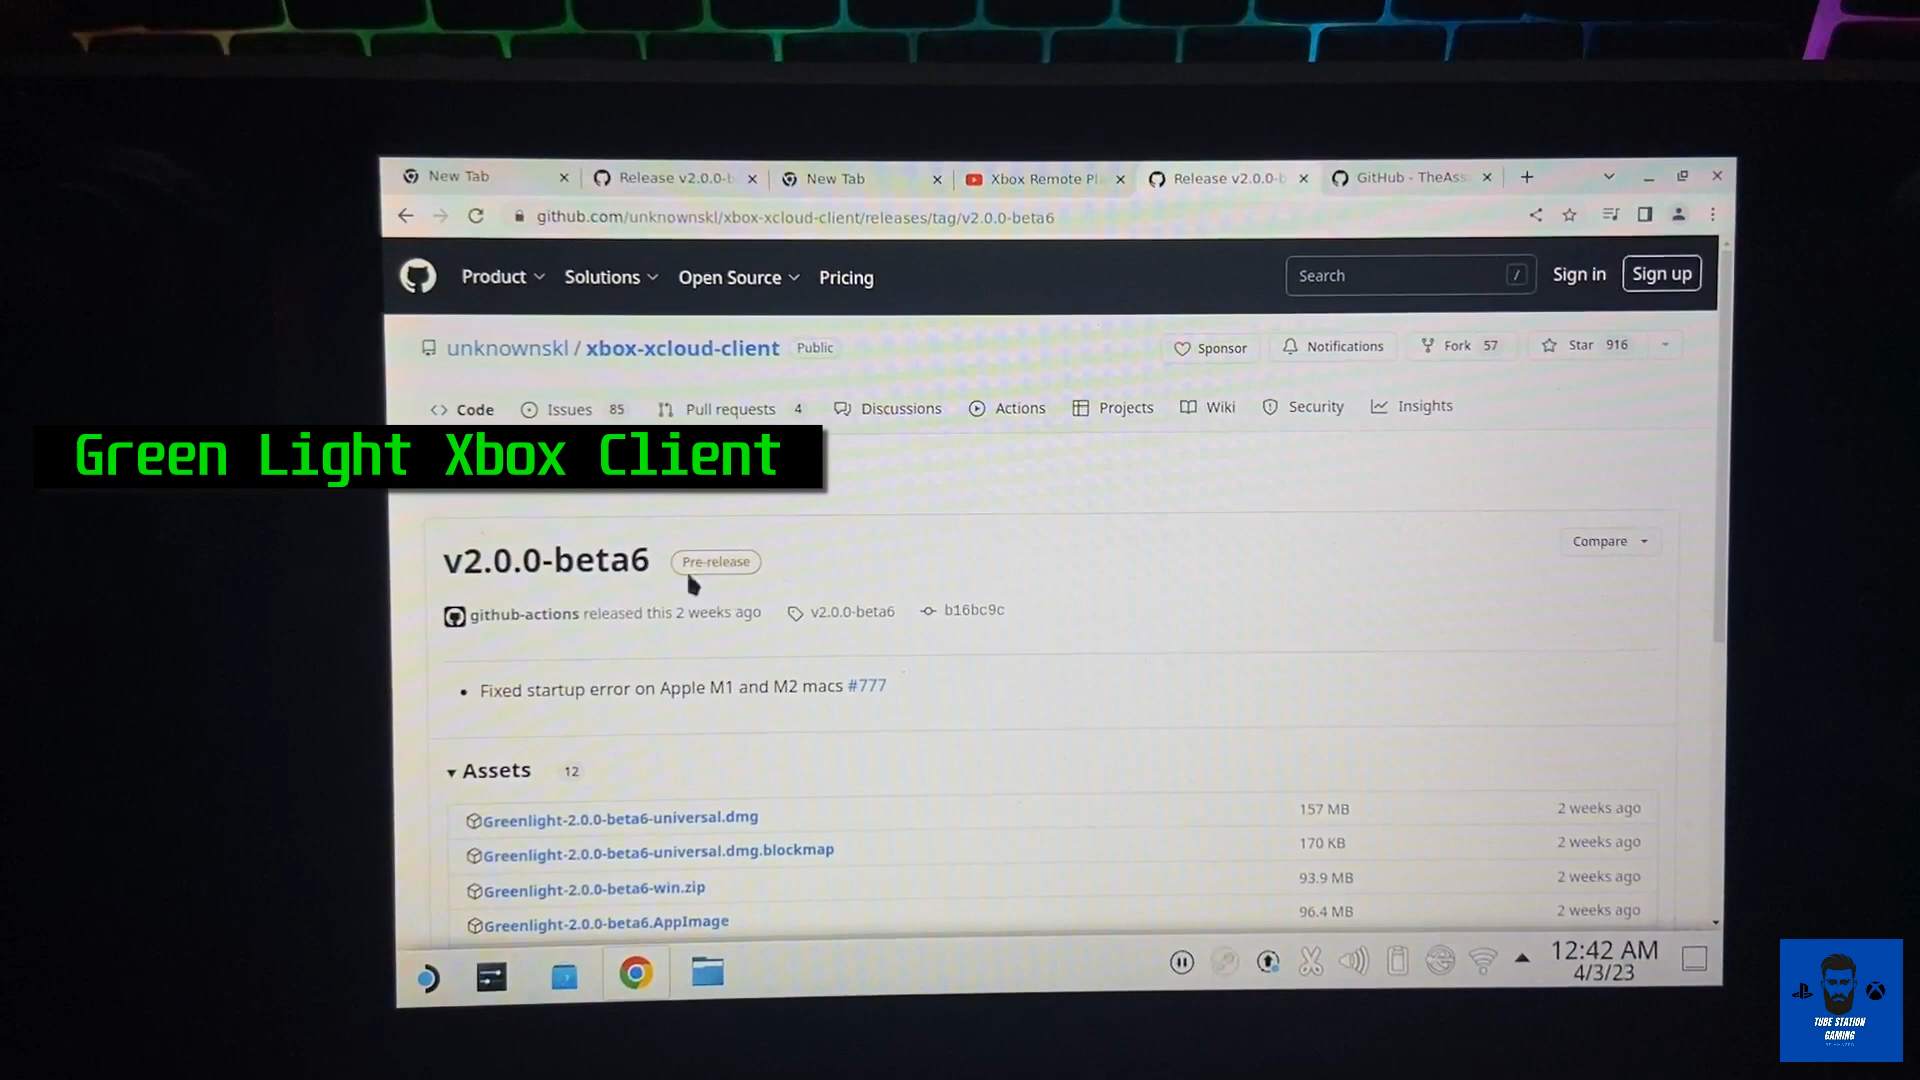 New Tab
Release v2.0.0-b
New Tab
Xbox Remote Pl
Release v2.0.0-b
GitHub - TheAss
github.com/unknownskl/xbox-xcloud-client/releases/tag/v2.0.0-beta6
Product
Solutions
Open Source
Pricing
Search
/
Sign in
Sign up
unknownskl / xbox-xcloud-client
Public
Sponsor
Notifications
Fork 57
Star 916
Code
Issues 85
Pull requests 4
Discussions
Actions
Projects
Wiki
Security
Insights
Green Light Xbox Client
v2.0.0-beta6
Pre-release
Compare
github-actions released this 2 weeks ago
v2.0.0-beta6
b16bc9c
Fixed startup error on Apple M1 and M2 macs #777
Assets 12
Greenlight-2.0.0-beta6-universal.dmg
157 MB
2 weeks ago
Greenlight-2.0.0-beta6-universal.dmg.blockmap
170 KB
2 weeks ago
Greenlight-2.0.0-beta6-win.zip
93.9 MB
2 weeks ago
Greenlight-2.0.0-beta6.AppImage
96.4 MB
2 weeks ago
12:42 AM
4/3/23
TUBE STATION
GAMING